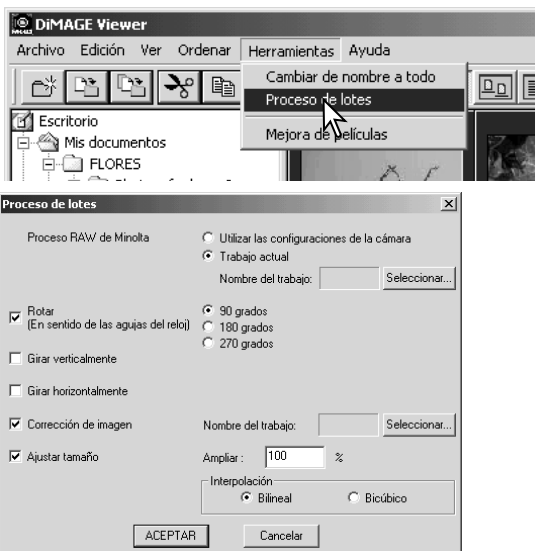 DiMAGE Viewer
Archivo Edición Ver Ordenar Herramientas Ayuda
Cambiar de nombre a todo
Proceso de lotes
Mejora de películas
Escritorio
Mis documentos
FLORES
Proceso de lotes
Proceso RAW de Minolta
Utilizar las configuraciones de la cámara
Trabajo actual
Nombre del trabajo: Seleccionar...
Rotar
(En sentido de las agujas del reloj)
90 grados
180 grados
270 grados
Girar verticalmente
Girar horizontalmente
Corrección de imagen Nombre del trabajo: Seleccionar...
Ajustar tamaño Ampliar : 100 %
Interpolación
Bilineal Bicúbico
ACEPTAR Cancelar